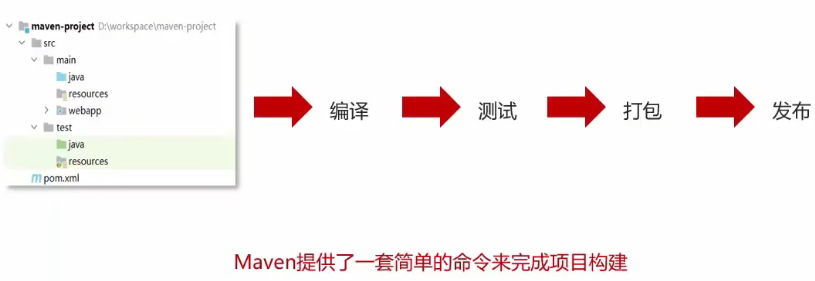 maven-project D:\workspace\maven-project
src
main
java
resources
webapp
test
java
resources
pom.xml
编译
测试
打包
发布
Maven提供了一套简单的命令来完成项目构建